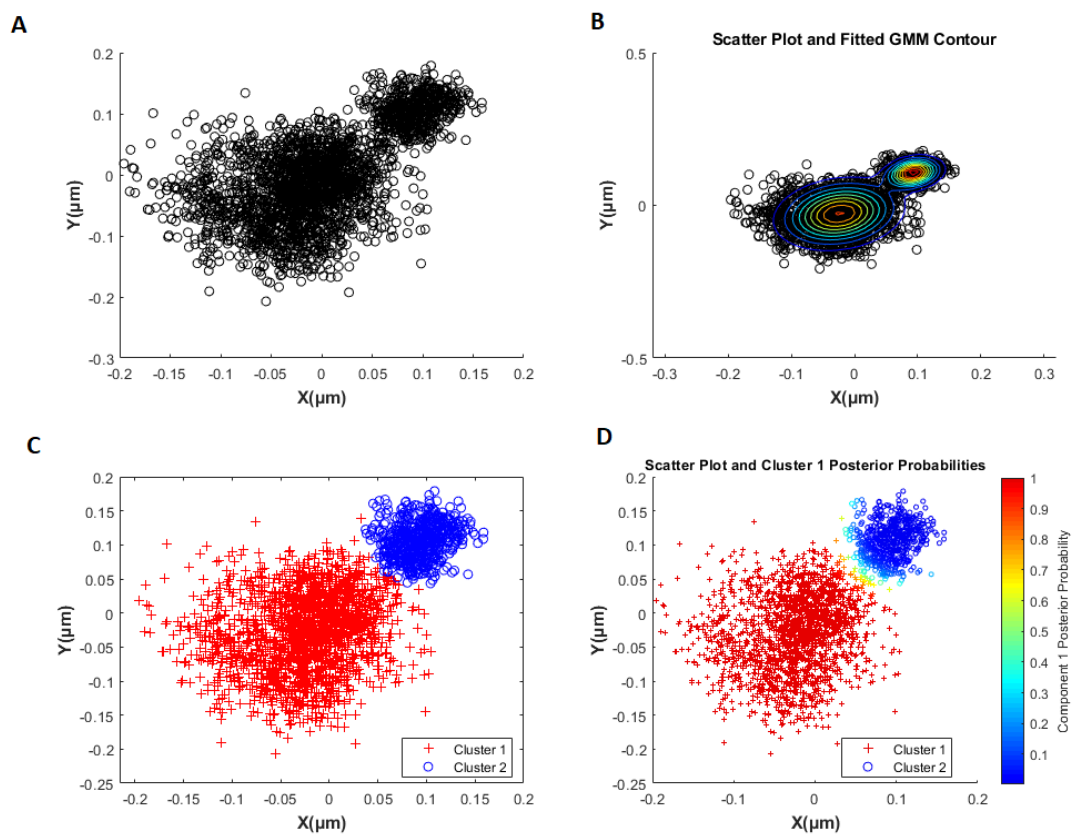 A
0.2
0.1
0
-0.1
-0.2
-0.3
Y(µm)
-0.2 -0.15 -0.1 -0.05 0 0.05 0.1 0.15 0.2
X(µm)
B
Scatter Plot and Fitted GMM Contour
0.5
0
-0.5
Y(µm)
-0.3 -0.2 -0.1 0 0.1 0.2 0.3
X(µm)
C
0.2
0.15
0.1
0.05
0
-0.05
-0.1
-0.15
-0.2
-0.25
Y(µm)
-0.2 -0.15 -0.1 -0.05 0 0.05 0.1 0.15 0.2
X(µm)
Cluster 1
Cluster 2
D
Scatter Plot and Cluster 1 Posterior Probabilities
0.2
0.15
0.1
0.05
0
-0.05
-0.1
-0.15
-0.2
-0.25
Y(µm)
-0.2 -0.1 0 0.1 0.2
X(µm)
Cluster 1
Cluster 2
1
0.9
0.8
0.7
0.6
0.5
0.4
0.3
0.2
0.1
Component 1 Posterior Probability